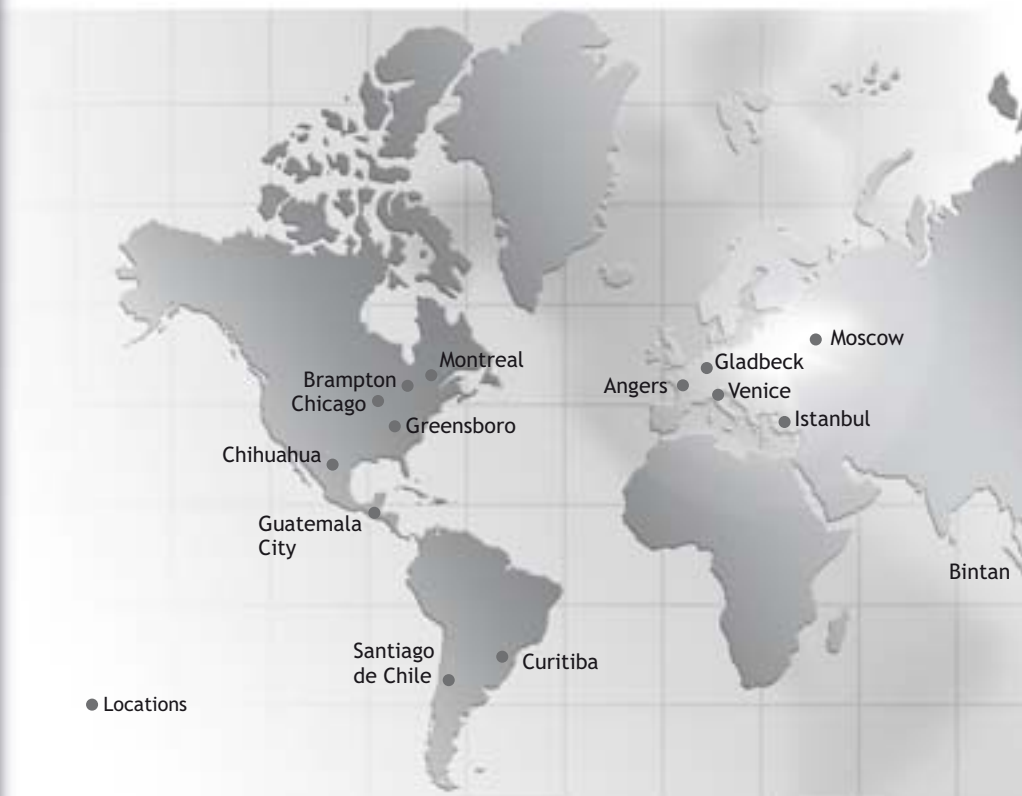 Moscow
Montreal
Gladbeck
Brampton
Angers
Venice
Chicago
Istanbul
Greensboro
Chihuahua
Guatemala
City
Bintan
Santiago
de Chile
Curitiba
Locations